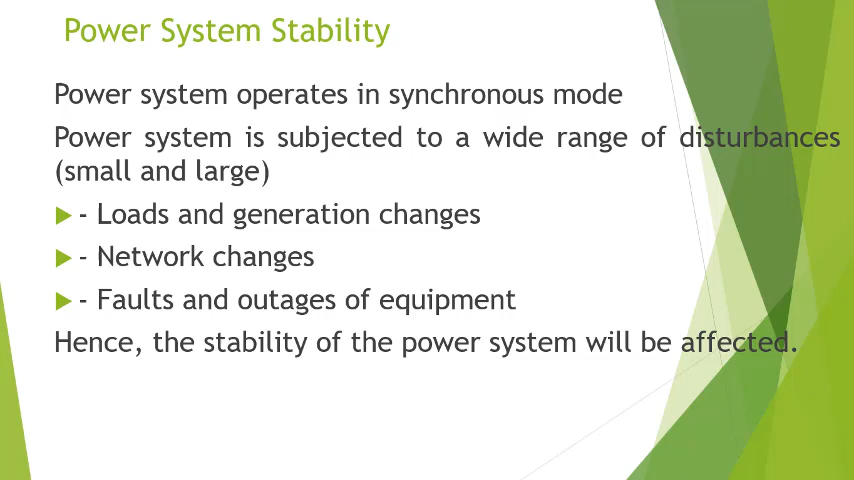 Power System Stability
Power system operates in synchronous mode
Power system is subjected to a wide range of disturbances
(small and large)
- Loads and generation changes
- Network changes
- Faults and outages of equipment
Hence, the stability of the power system will be affected.